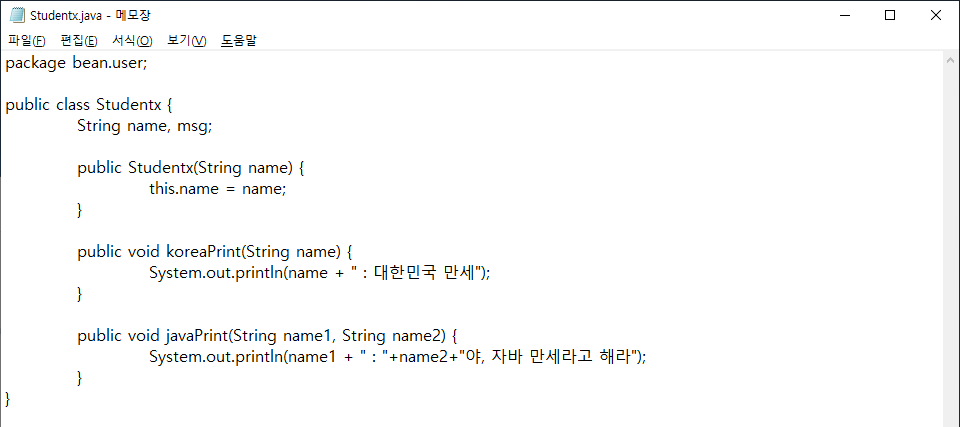 Studentx.java - 메모장
파일(F) 편집(E) 서식(O) 보기(V) 도움말
package bean.user;

public class Studentx {
        String name, msg;

        public Studentx(String name) {
                this.name = name;
        }

        public void koreaPrint(String name) {
                System.out.println(name + " : 대한민국 만세");
        }

        public void javaPrint(String name1, String name2) {
                System.out.println(name1 + " : "+name2+"야, 자바 만세라고 해라");
        }
}